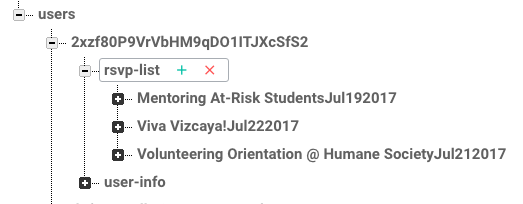 users
2xzf80P9VrVbHM9qDO1ITJXcSfS2
rsvp-list
Mentoring At-Risk StudentsJul192017
Viva Vizcaya!Jul222017
Volunteering Orientation @ Humane SocietyJul212017
user-info